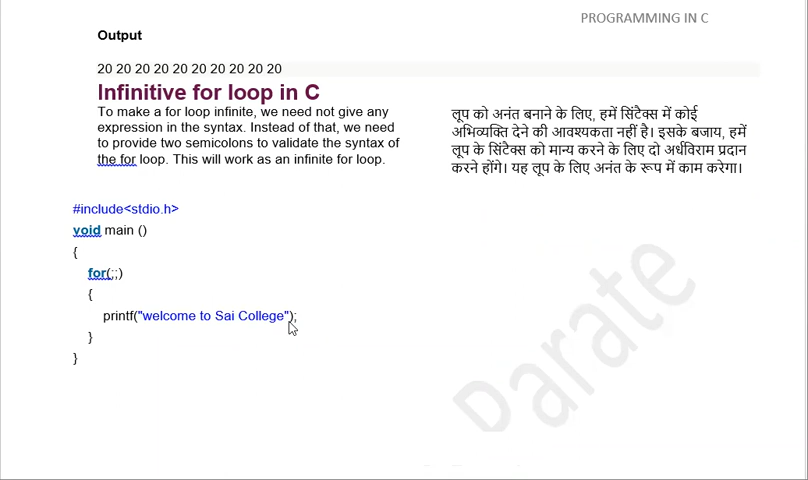 PROGRAMMING IN C
Output
20 20 20 20 20 20 20 20 20 20
Infinitive for loop in C
To make a for loop infinite, we need not give any
expression in the syntax. Instead of that, we need
to provide two semicolons to validate the syntax of
the for loop. This will work as an infinite for loop.
लूप को अनंत बनाने के लिए, हमें सिंटैक्स में कोई
अभिव्यक्ति देने की आवश्यकता नहीं है। इसके बजाय, हमें
लूप के सिंटैक्स को मान्य करने के लिए दो अर्धविराम प्रदान
करने होंगे। यह लूप के लिए अनंत के रूप में काम करेगा।
#include<stdio.h>
void main ()
{
for(;;)
{
printf("welcome to Sai College");
}
}
Parate